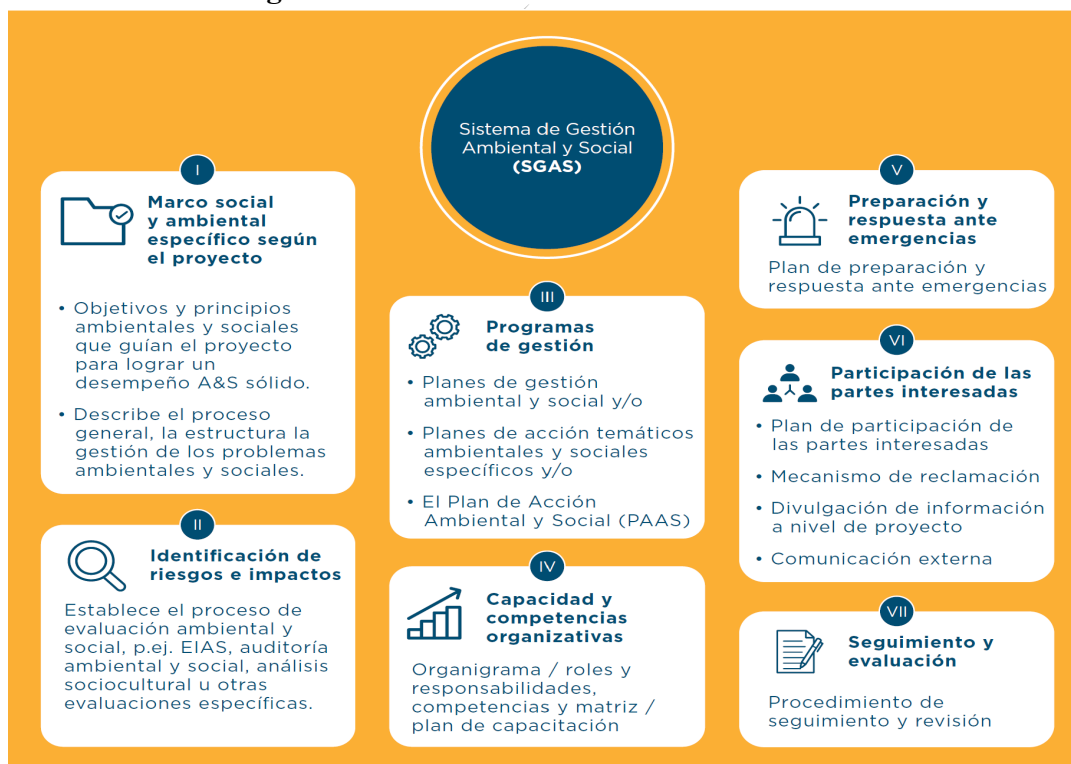 Sistema de Gestión
Ambiental y Social
(SGAS)
I
Marco social
y ambiental
específico según
el proyecto
• Objetivos y principios
ambientales y sociales
que guían el proyecto
para lograr un
desempeño A&S sólido.
• Describe el proceso
general, la estructura la
gestión de los problemas
ambientales y sociales.
II
Identificación de
riesgos e impactos
Establece el proceso de
evaluación ambiental y
social, p.ej. EIAS, auditoría
ambiental y social, análisis
sociocultural u otras
evaluaciones específicas.
III
Programas
de gestión
• Planes de gestión
ambiental y social y/o
• Planes de acción temáticos
ambientales y sociales
específicos y/o
• El Plan de Acción
Ambiental y Social (PAAS)
IV
Capacidad y
competencias
organizativas
Organigrama / roles y
responsabilidades,
competencias y matriz /
plan de capacitación
V
Preparación y
respuesta ante
emergencias
Plan de preparación y
respuesta ante emergencias
VI
Participación de las
partes interesadas
• Plan de participación de
las partes interesadas
• Mecanismo de reclamación
• Divulgación de información
a nivel de proyecto
• Comunicación externa
VII
Seguimiento y
evaluación
Procedimiento de
seguimiento y revisión